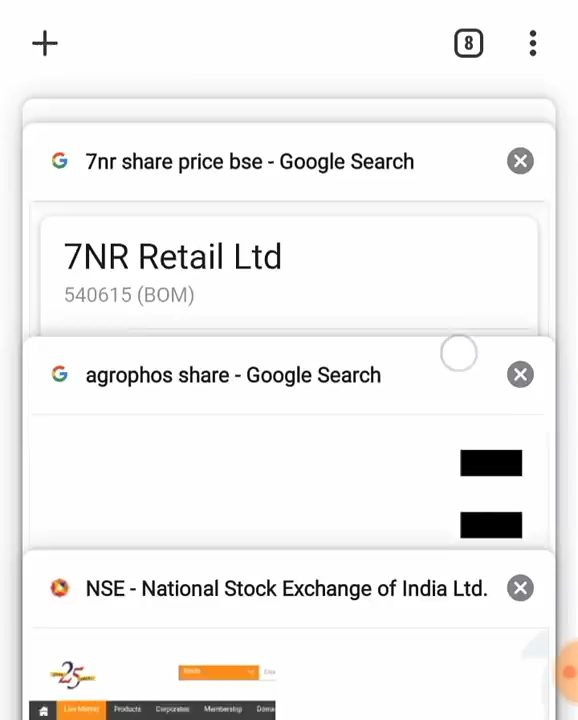 8
7nr share price bse - Google Search
7NR Retail Ltd
540615 (BOM)
agrophos share - Google Search
NSE - National Stock Exchange of India Ltd.
25
Live Market Products Corporates Membership